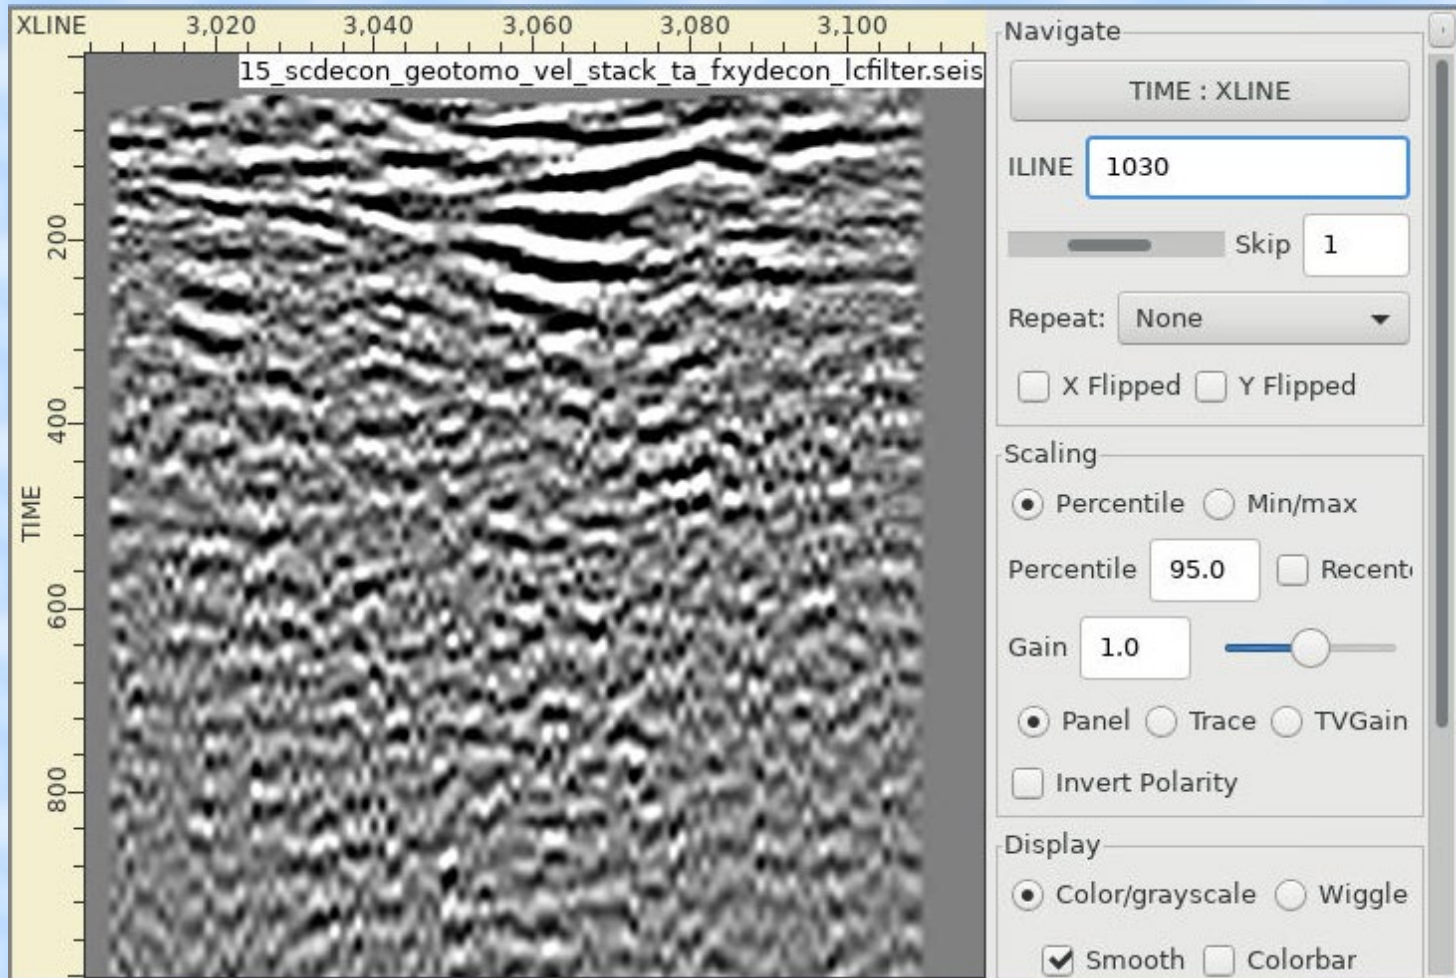 XLINE 3,020 3,040 3,060 3,080 3,100
15_scdecon_geotomo_vel_stack_ta_fxydecon_lcfilter.seis
TIME
200
400
600
800
Navigate
TIME : XLINE
ILINE 1030
Skip 1
Repeat: None
X Flipped Y Flipped
Scaling
Percentile Min/max
Percentile 95.0 Recent
Gain 1.0
Panel Trace TVGain
Invert Polarity
Display
Color/grayscale Wiggle
Smooth Colorbar